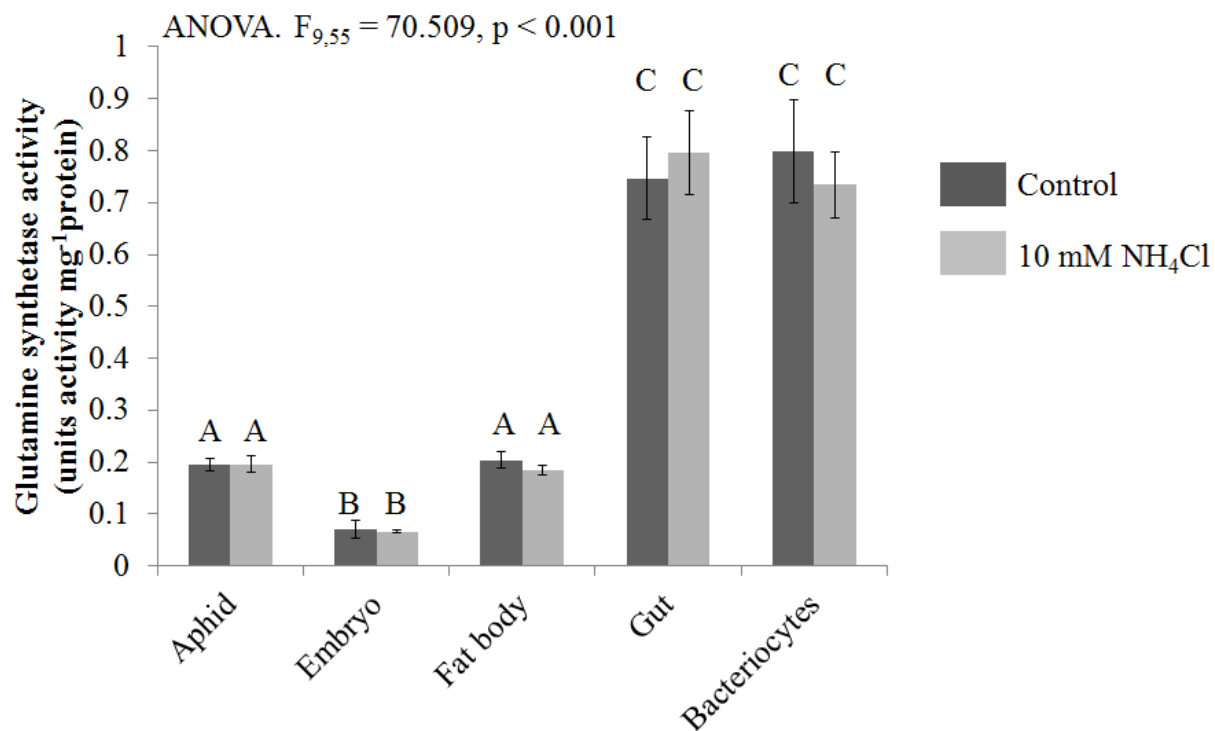 ANOVA. F9,55 = 70.509, p < 0.001
Glutamine synthetase activity
(units activity mg-1protein)
1
0.9
0.8
0.7
0.6
0.5
0.4
0.3
0.2
0.1
0
A A
B B
A A
C C
C C
Aphid
Embryo
Fat body
Gut
Bacteriocytes
Control
10 mM NH4Cl